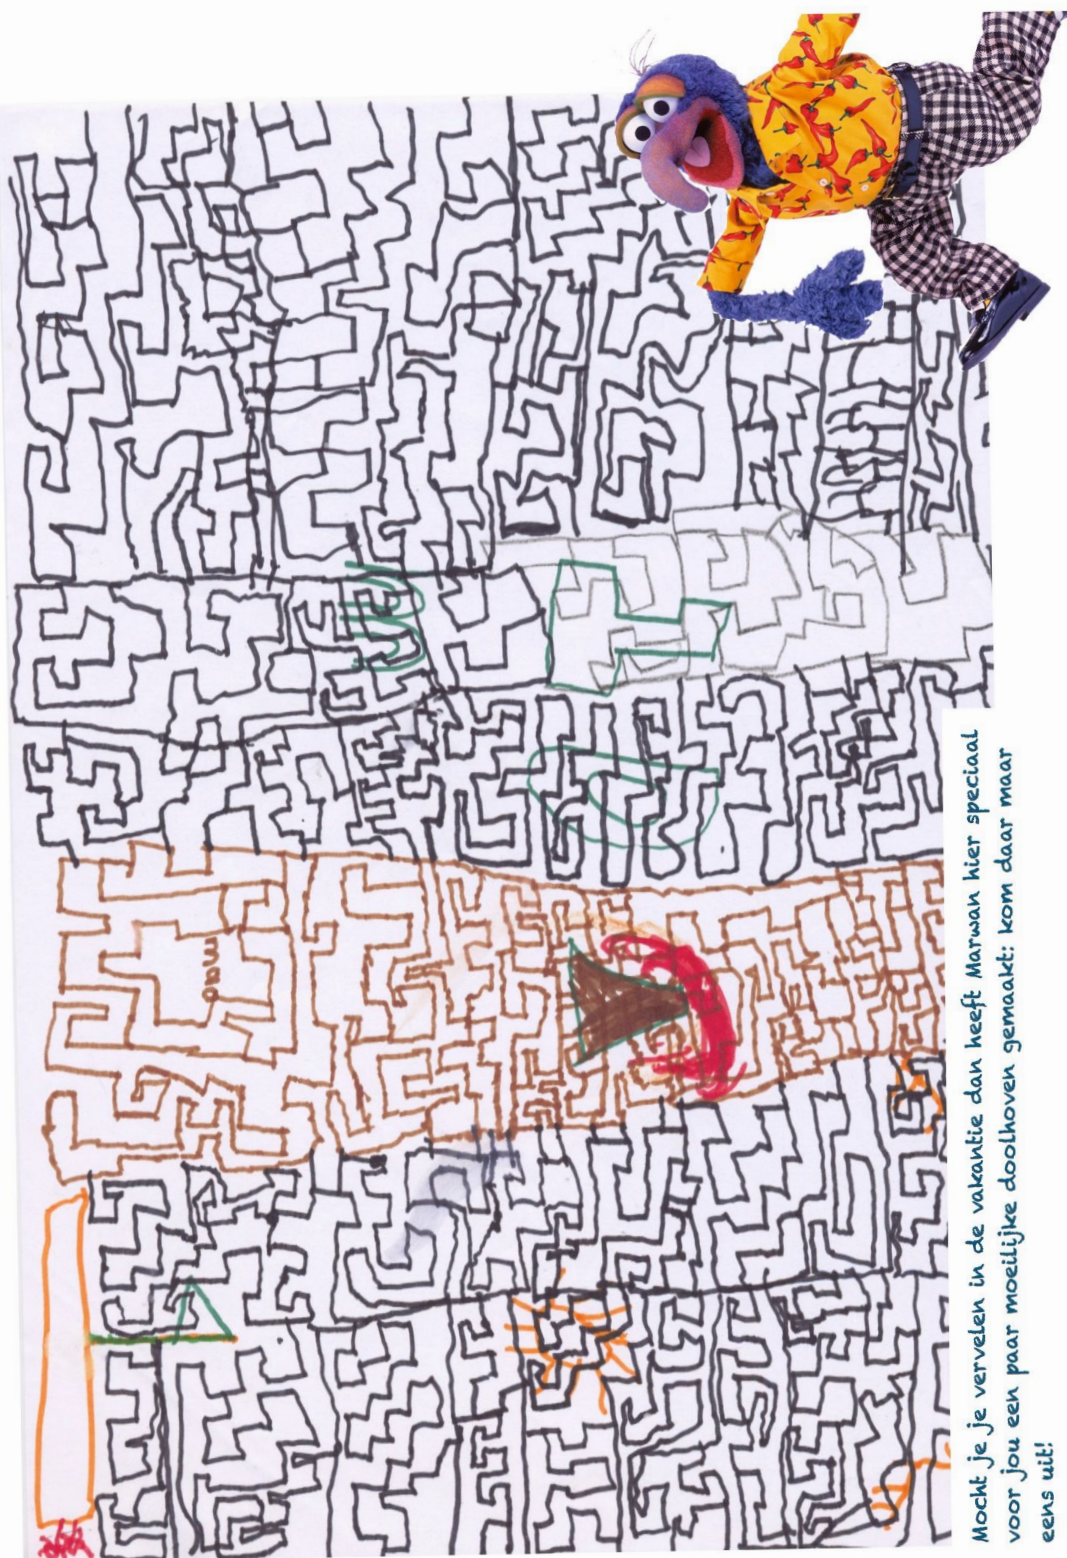 Mocht je je vervelen in de vakantie dan heeft Marwan hier speciaal
voor jou een paar moeilijke doolhoven gemaakt: kom daar maar
eens uit!